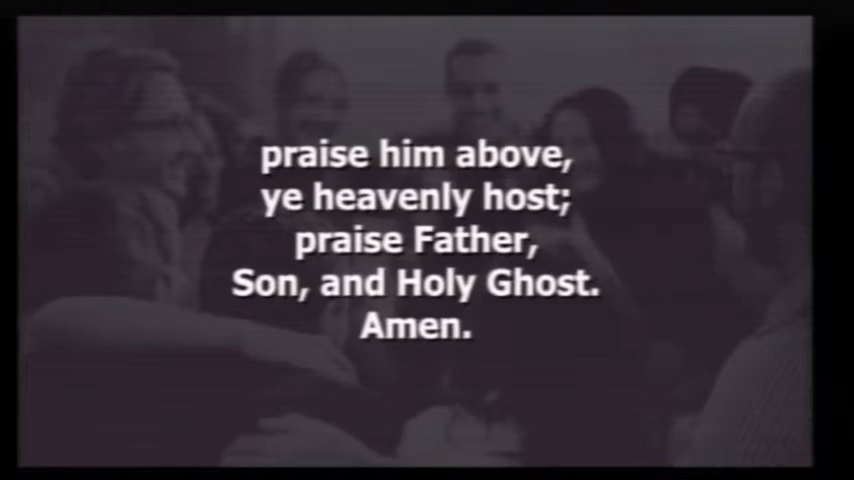 praise him above,
ye heavenly host;
praise Father,
Son, and Holy Ghost.
Amen.